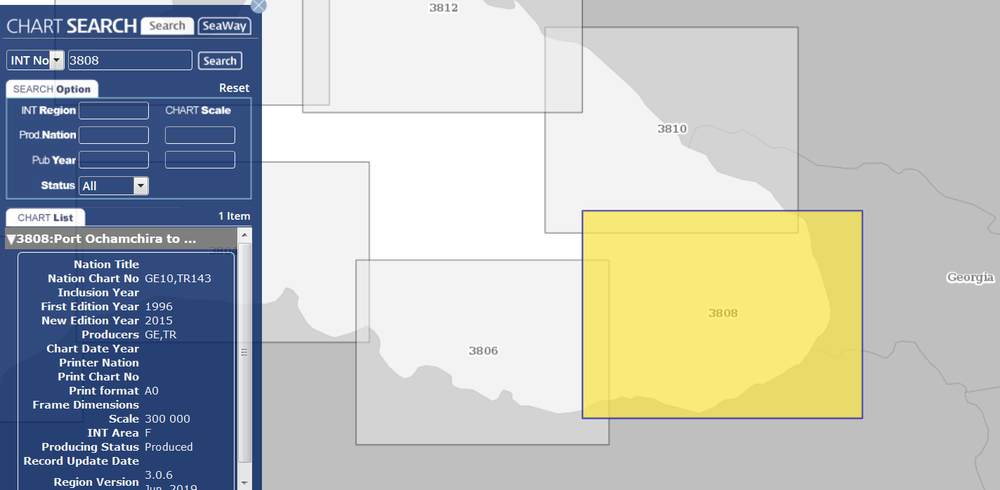 CHART SEARCH Search SeaWay
INT No 3808 Search
SEARCH Option Reset
INT Region CHART Scale
Prod.Nation
Pub Year
Status All
CHART List 1 Item
▼3808:Port Ochamchira to ...
Nation Title
Nation Chart No GE10,TR143
Inclusion Year
First Edition Year 1996
New Edition Year 2015
Producers GE,TR
Chart Date Year
Printer Nation
Print Chart No
Print format A0
Frame Dimensions
Scale 300 000
INT Area F
Producing Status Produced
Record Update Date
Region Version 3.0.6
Jun. 2019
3812
3810
Georgia
3808
3806